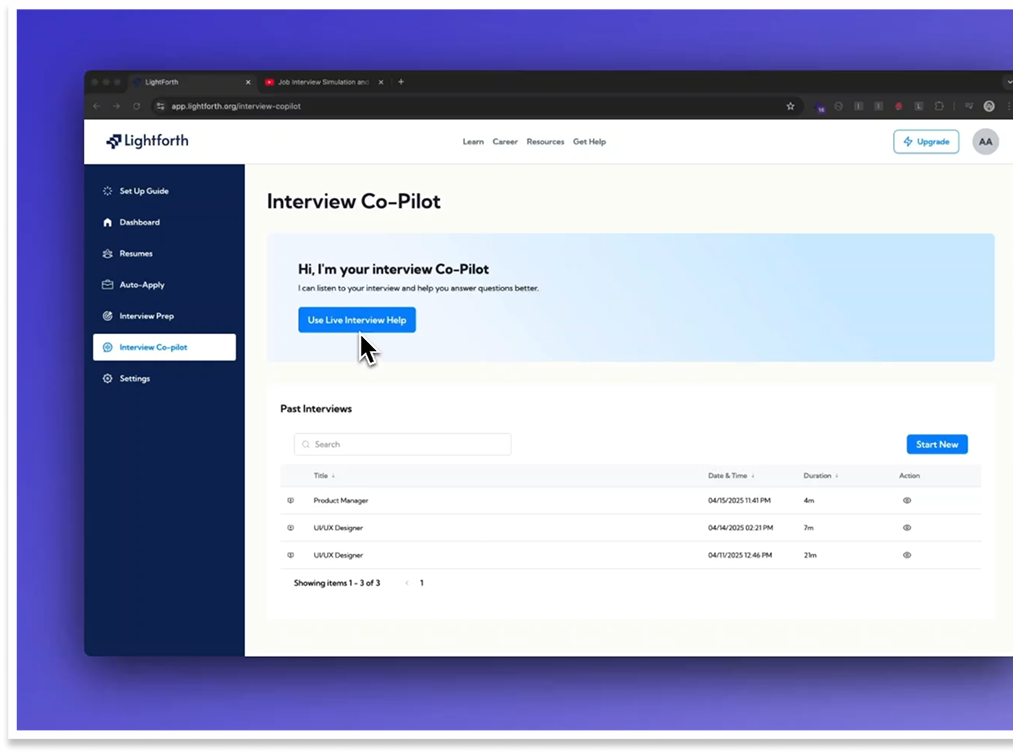 LightForth
Job Interview Simulation and
app.lightforth.org/interview-copilot
Lightforth
Learn Career Resources Get Help
Upgrade
AA
Set Up Guide
Dashboard
Resumes
Auto-Apply
Interview Prep
Interview Co-pilot
Settings
Interview Co-Pilot
Hi, I'm your interview Co-Pilot
I can listen to your interview and help you answer questions better.
Use Live Interview Help
Past Interviews
Search
Start New
Title Date & Time Duration Action
Product Manager 04/15/2025 11:41 PM 4m
UI/UX Designer 04/14/2025 02:21 PM 7m
UI/UX Designer 04/11/2025 12:46 PM 21m
Showing items 1 - 3 of 3 1